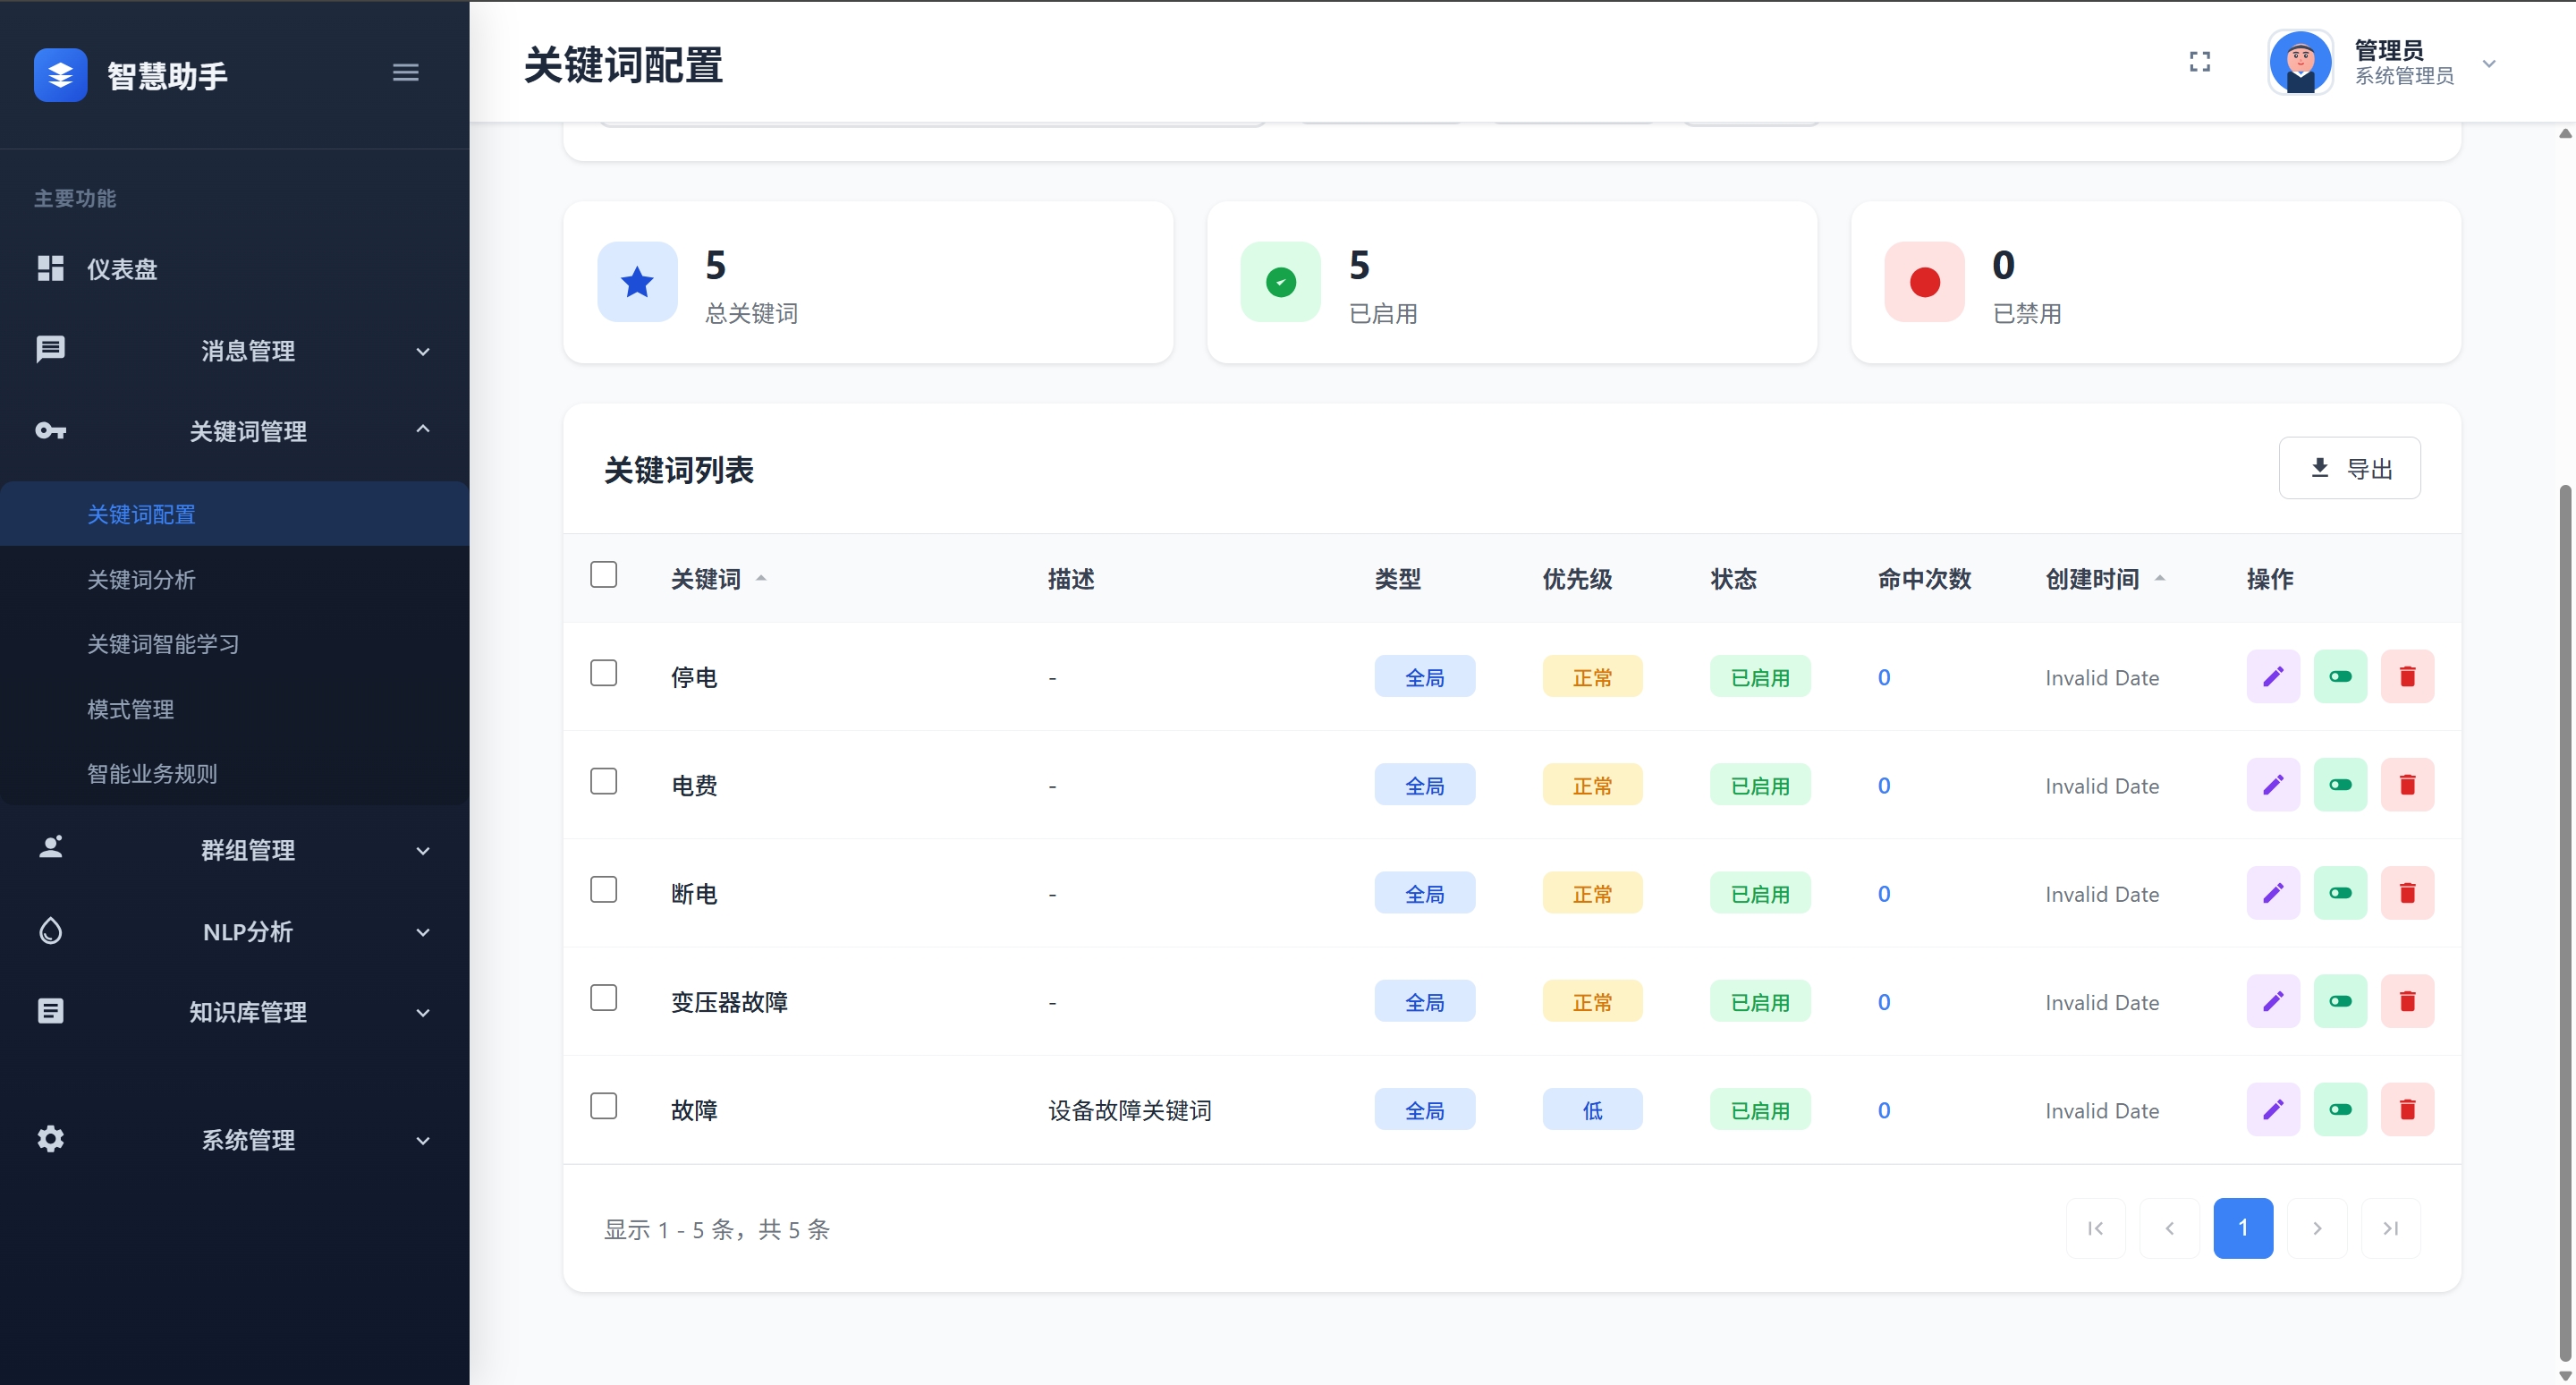 智慧助手
主要功能
仪表盘
消息管理
关键词管理
关键词配置
关键词分析
关键词智能学习
模式管理
智能业务规则
群组管理
NLP分析
知识库管理
系统管理
关键词配置
管理员
系统管理员
5
总关键词
5
已启用
0
已禁用
关键词列表
导出
关键词 描述 类型 优先级 状态 命中次数 创建时间 操作
停电 - 全局 正常 已启用 0 Invalid Date
电费 - 全局 正常 已启用 0 Invalid Date
断电 - 全局 正常 已启用 0 Invalid Date
变压器故障 - 全局 正常 已启用 0 Invalid Date
故障 设备故障关键词 全局 低 已启用 0 Invalid Date
显示 1 - 5 条，共 5 条
1